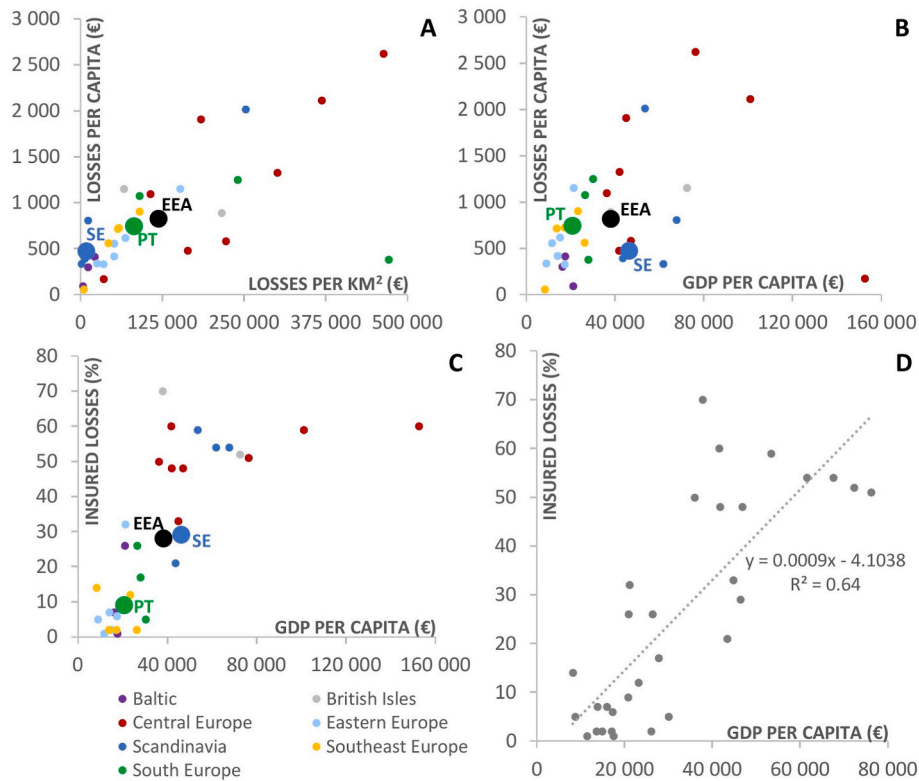 A
LOSSES PER CAPITA (€)
3 000
2 500
2 000
1 500
1 000
500
0
EEA
SE
PT
LOSSES PER KM² (€)
0 125 000 250 000 375 000 500 000
B
LOSSES PER CAPITA (€)
3 000
2 500
2 000
1 500
1 000
500
0
PT
EEA
SE
GDP PER CAPITA (€)
0 40 000 80 000 120 000 160 000
C
INSURED LOSSES (%)
80
70
60
50
40
30
20
10
0
EEA
SE
PT
GDP PER CAPITA (€)
0 40 000 80 000 120 000 160 000
Baltic
British Isles
Central Europe
Eastern Europe
Scandinavia
Southeast Europe
South Europe
D
INSURED LOSSES (%)
80
70
60
50
40
30
20
10
0
y = 0.0009x - 4.1038
R² = 0.64
GDP PER CAPITA (€)
0 20 000 40 000 60 000 80 000